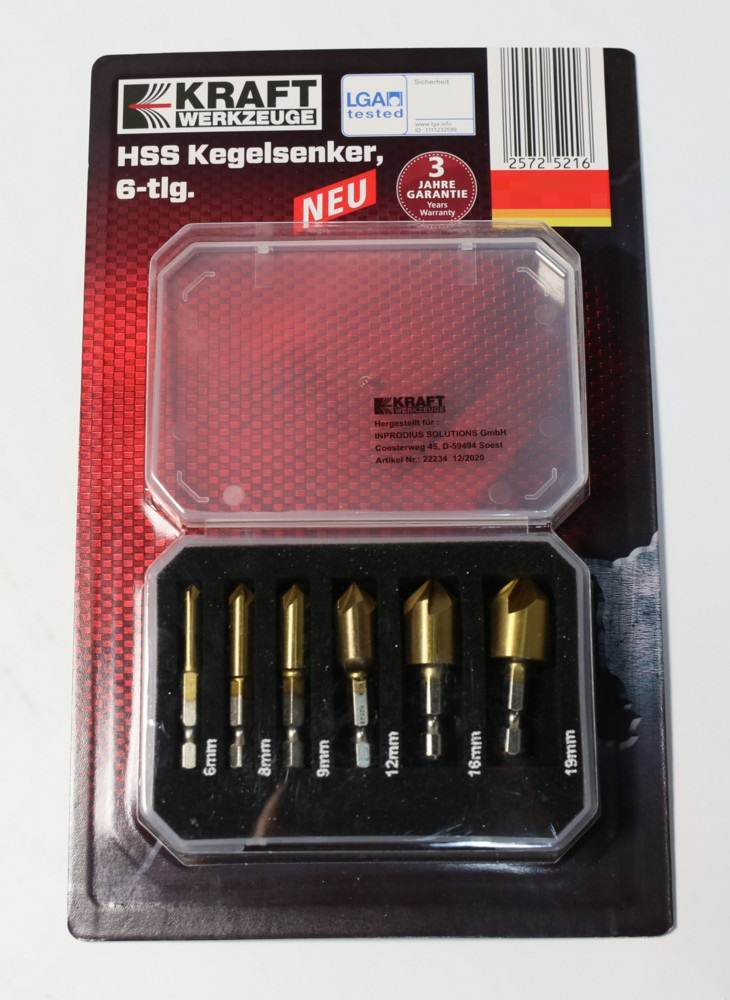 KRAFT
WERKZEUGE
LGA
tested
Sicherheit
www.lga.info
HSS Kegelsenker,
6-tlg.
NEU
3
JAHRE
GARANTIE
Years
Warranty
2572 5216
KRAFT
WERKZEUGE
Hergestellt für :
INPRODIUS SOLUTIONS GmbH
Coesterweg 45, D-59494 Soest
Artikel Nr.: 22234 12/2020
6mm
8mm
9mm
12mm
16mm
19mm